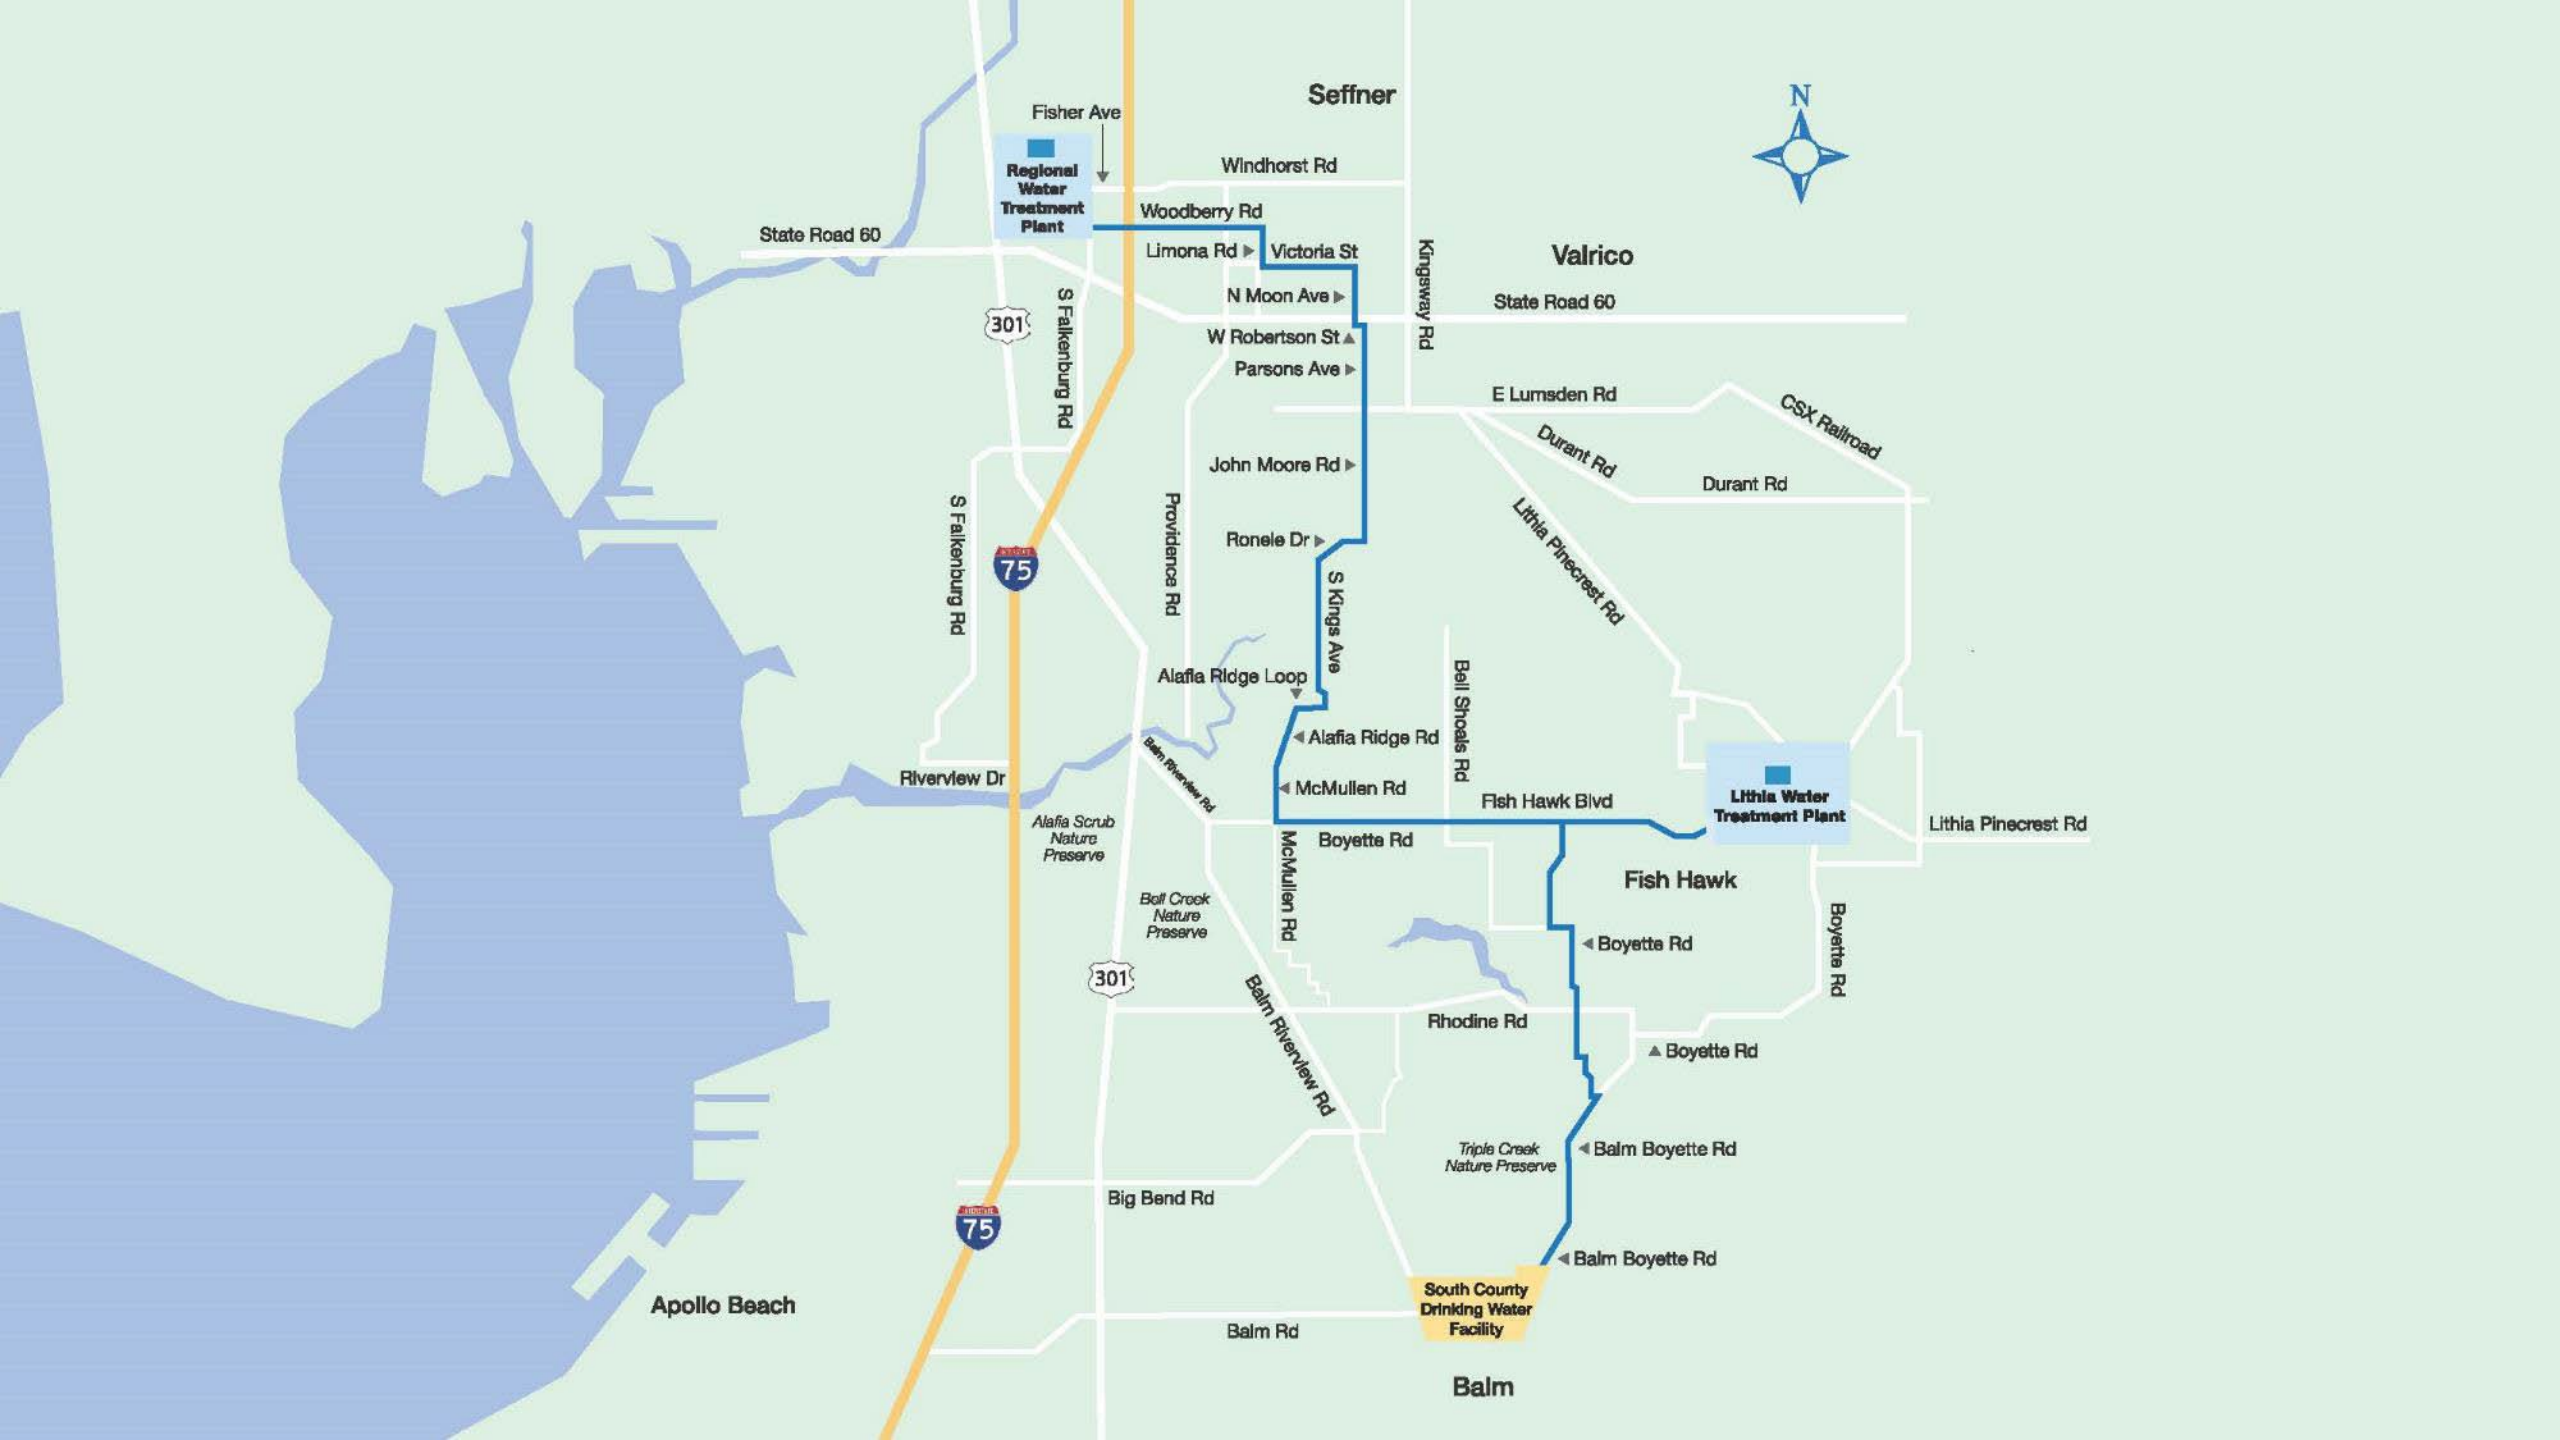 Seffner
N
Fisher Ave
Regional
Water
Treatment
Plant
Windhorst Rd
Woodberry Rd
State Road 60
Limona Rd
Victoria St
Kingsway Rd
Valrico
N Moon Ave
State Road 60
301
S Falkenburg Rd
W Robertson St
Parsons Ave
E Lumsden Rd
CSX Railroad
Durant Rd
John Moore Rd
Durant Rd
S Falkenburg Rd
Providence Rd
Lithia Pinecrest Rd
Ronele Dr
75
S Kings Ave
Alafia Ridge Loop
Bell Shoals Rd
Alafia Ridge Rd
Balm Riverview Rd
Riverview Dr
McMullen Rd
Fish Hawk Blvd
Lithia Water
Treatment Plant
Lithia Pinecrest Rd
Alafia Scrub
Nature
Preserve
McMullen Rd
Boyette Rd
Fish Hawk
Bell Creek
Nature
Preserve
Boyette Rd
Boyette Rd
301
Balm Riverview Rd
Rhodine Rd
Boyette Rd
Triple Creek
Nature Preserve
Balm Boyette Rd
Big Bend Rd
INTERSTATE
75
Balm Boyette Rd
Apollo Beach
South County
Drinking Water
Facility
Balm Rd
Balm